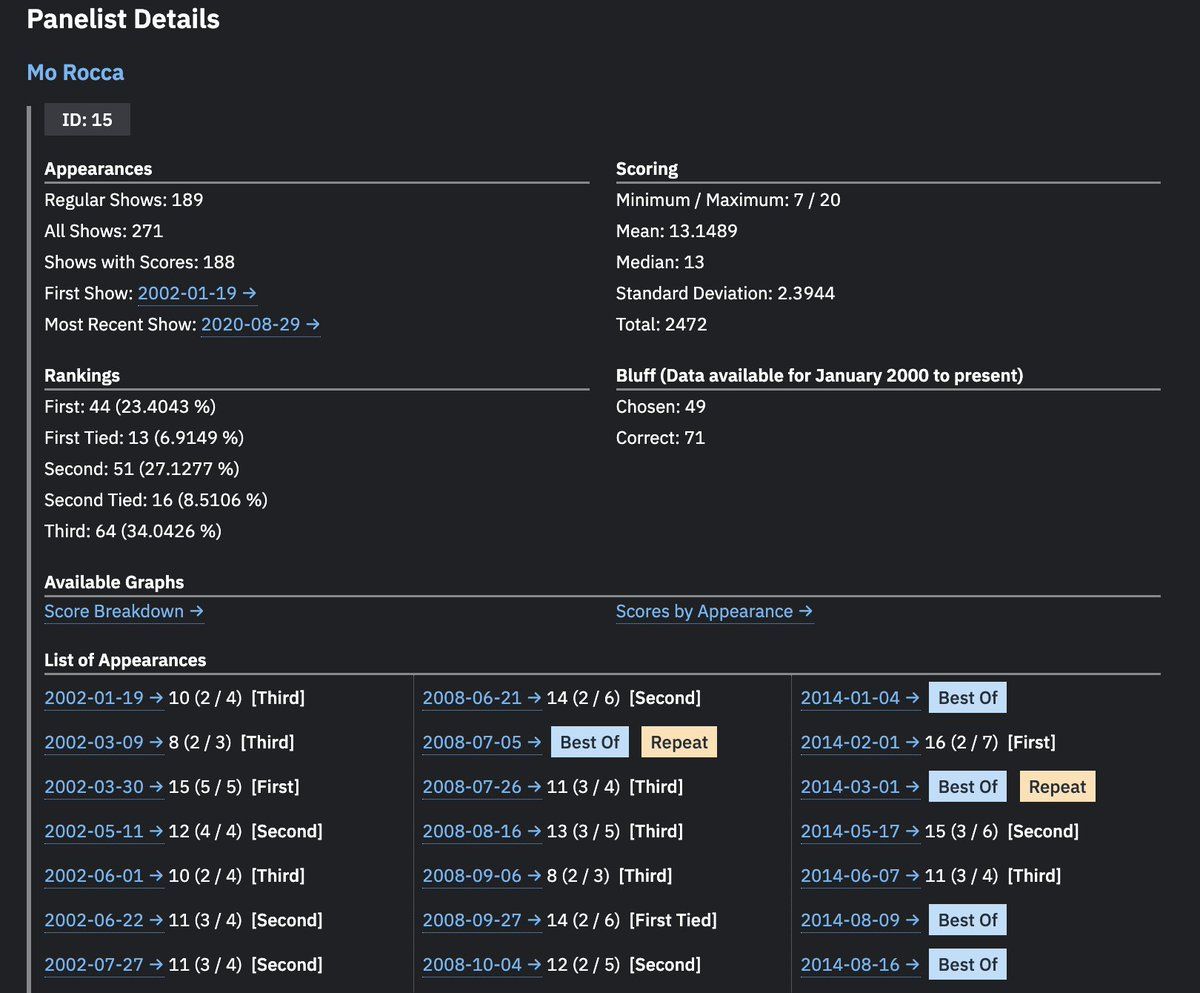 Panelist Details
Mo Rocca
ID: 15
Appearances
Regular Shows: 189
All Shows: 271
Shows with Scores: 188
First Show: 2002-01-19 →
Most Recent Show: 2020-08-29 →
Scoring
Minimum / Maximum: 7 / 20
Mean: 13.1489
Median: 13
Standard Deviation: 2.3944
Total: 2472
Rankings
First: 44 (23.4043 %)
First Tied: 13 (6.9149 %)
Second: 51 (27.1277 %)
Second Tied: 16 (8.5106 %)
Third: 64 (34.0426 %)
Bluff (Data available for January 2000 to present)
Chosen: 49
Correct: 71
Available Graphs
Score Breakdown →
Scores by Appearance →
List of Appearances
2002-01-19 → 10 (2 / 4) [Third]
2002-03-09 → 8 (2 / 3) [Third]
2002-03-30 → 15 (5 / 5) [First]
2002-05-11 → 12 (4 / 4) [Second]
2002-06-01 → 10 (2 / 4) [Third]
2002-06-22 → 11 (3 / 4) [Second]
2002-07-27 → 11 (3 / 4) [Second]
2008-06-21 → 14 (2 / 6) [Second]
2008-07-05 → Best Of Repeat
2008-07-26 → 11 (3 / 4) [Third]
2008-08-16 → 13 (3 / 5) [Third]
2008-09-06 → 8 (2 / 3) [Third]
2008-09-27 → 14 (2 / 6) [First Tied]
2008-10-04 → 12 (2 / 5) [Second]
2014-01-04 → Best Of
2014-02-01 → 16 (2 / 7) [First]
2014-03-01 → Best Of Repeat
2014-05-17 → 15 (3 / 6) [Second]
2014-06-07 → 11 (3 / 4) [Third]
2014-08-09 → Best Of
2014-08-16 → Best Of